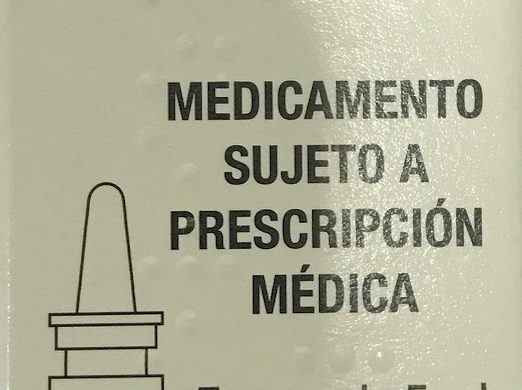 MEDICAMENTO
SUJETO A
PRESCRIPCIÓN
MÉDICA